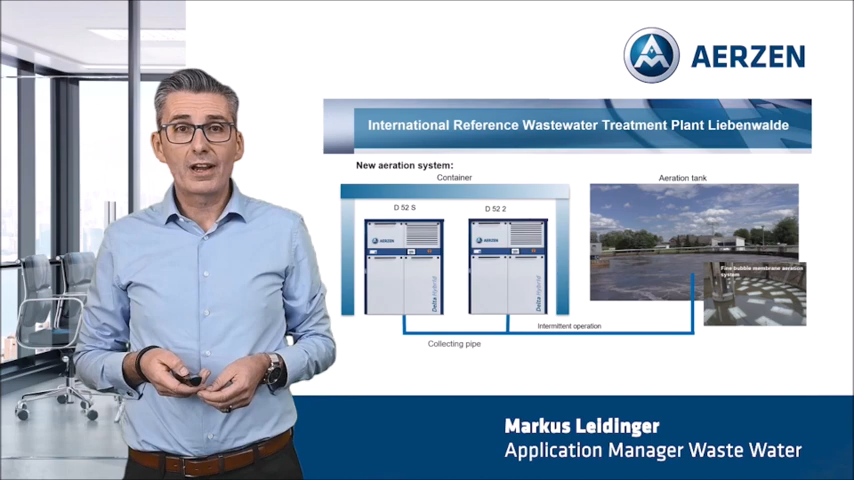 AERZEN
International Reference Wastewater Treatment Plant Liebenwalde
New aeration system:
Container
Aeration tank
D 52 S
D 52 2
AERZEN
AERZEN
Delta Hybrid
Delta Hybrid
Fine bubble membrane aeration
system
Intermittent operation
Collecting pipe
Markus Leidinger
Application Manager Waste Water